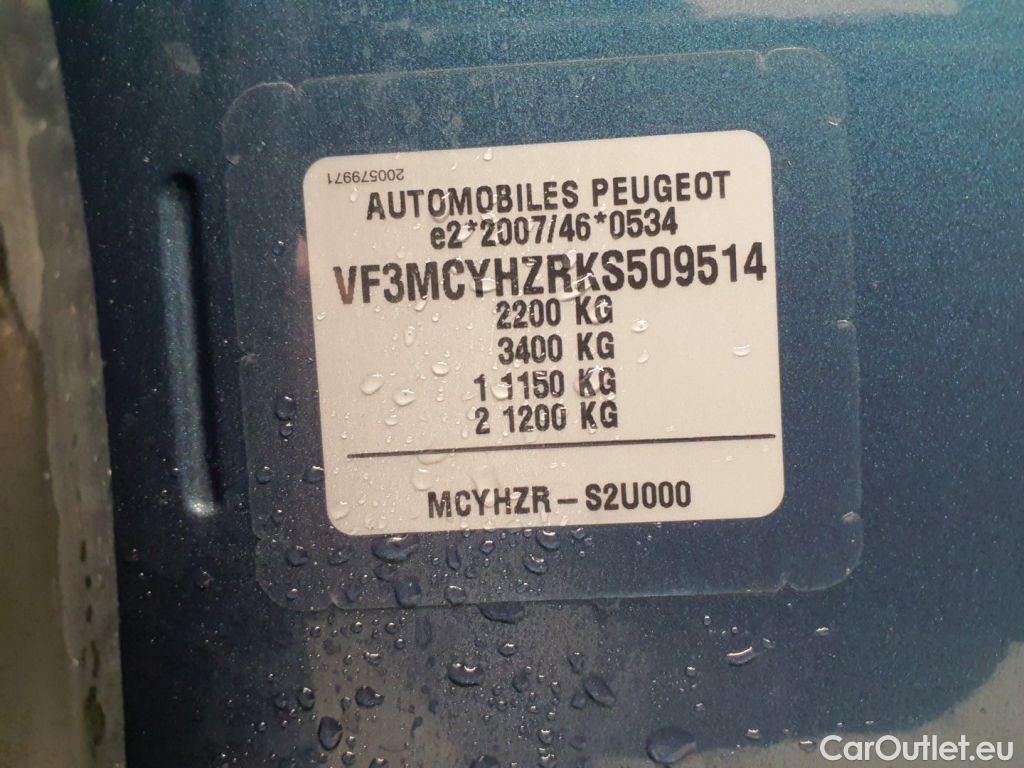 200579971
AUTOMOBILES PEUGEOT
e2*2007/46*0534
VF3MCYHZRKS509514
2200 KG
3400 KG
1 1150 KG
2 1200 KG
MCYHZR – S2U000
CarOutlet.eu